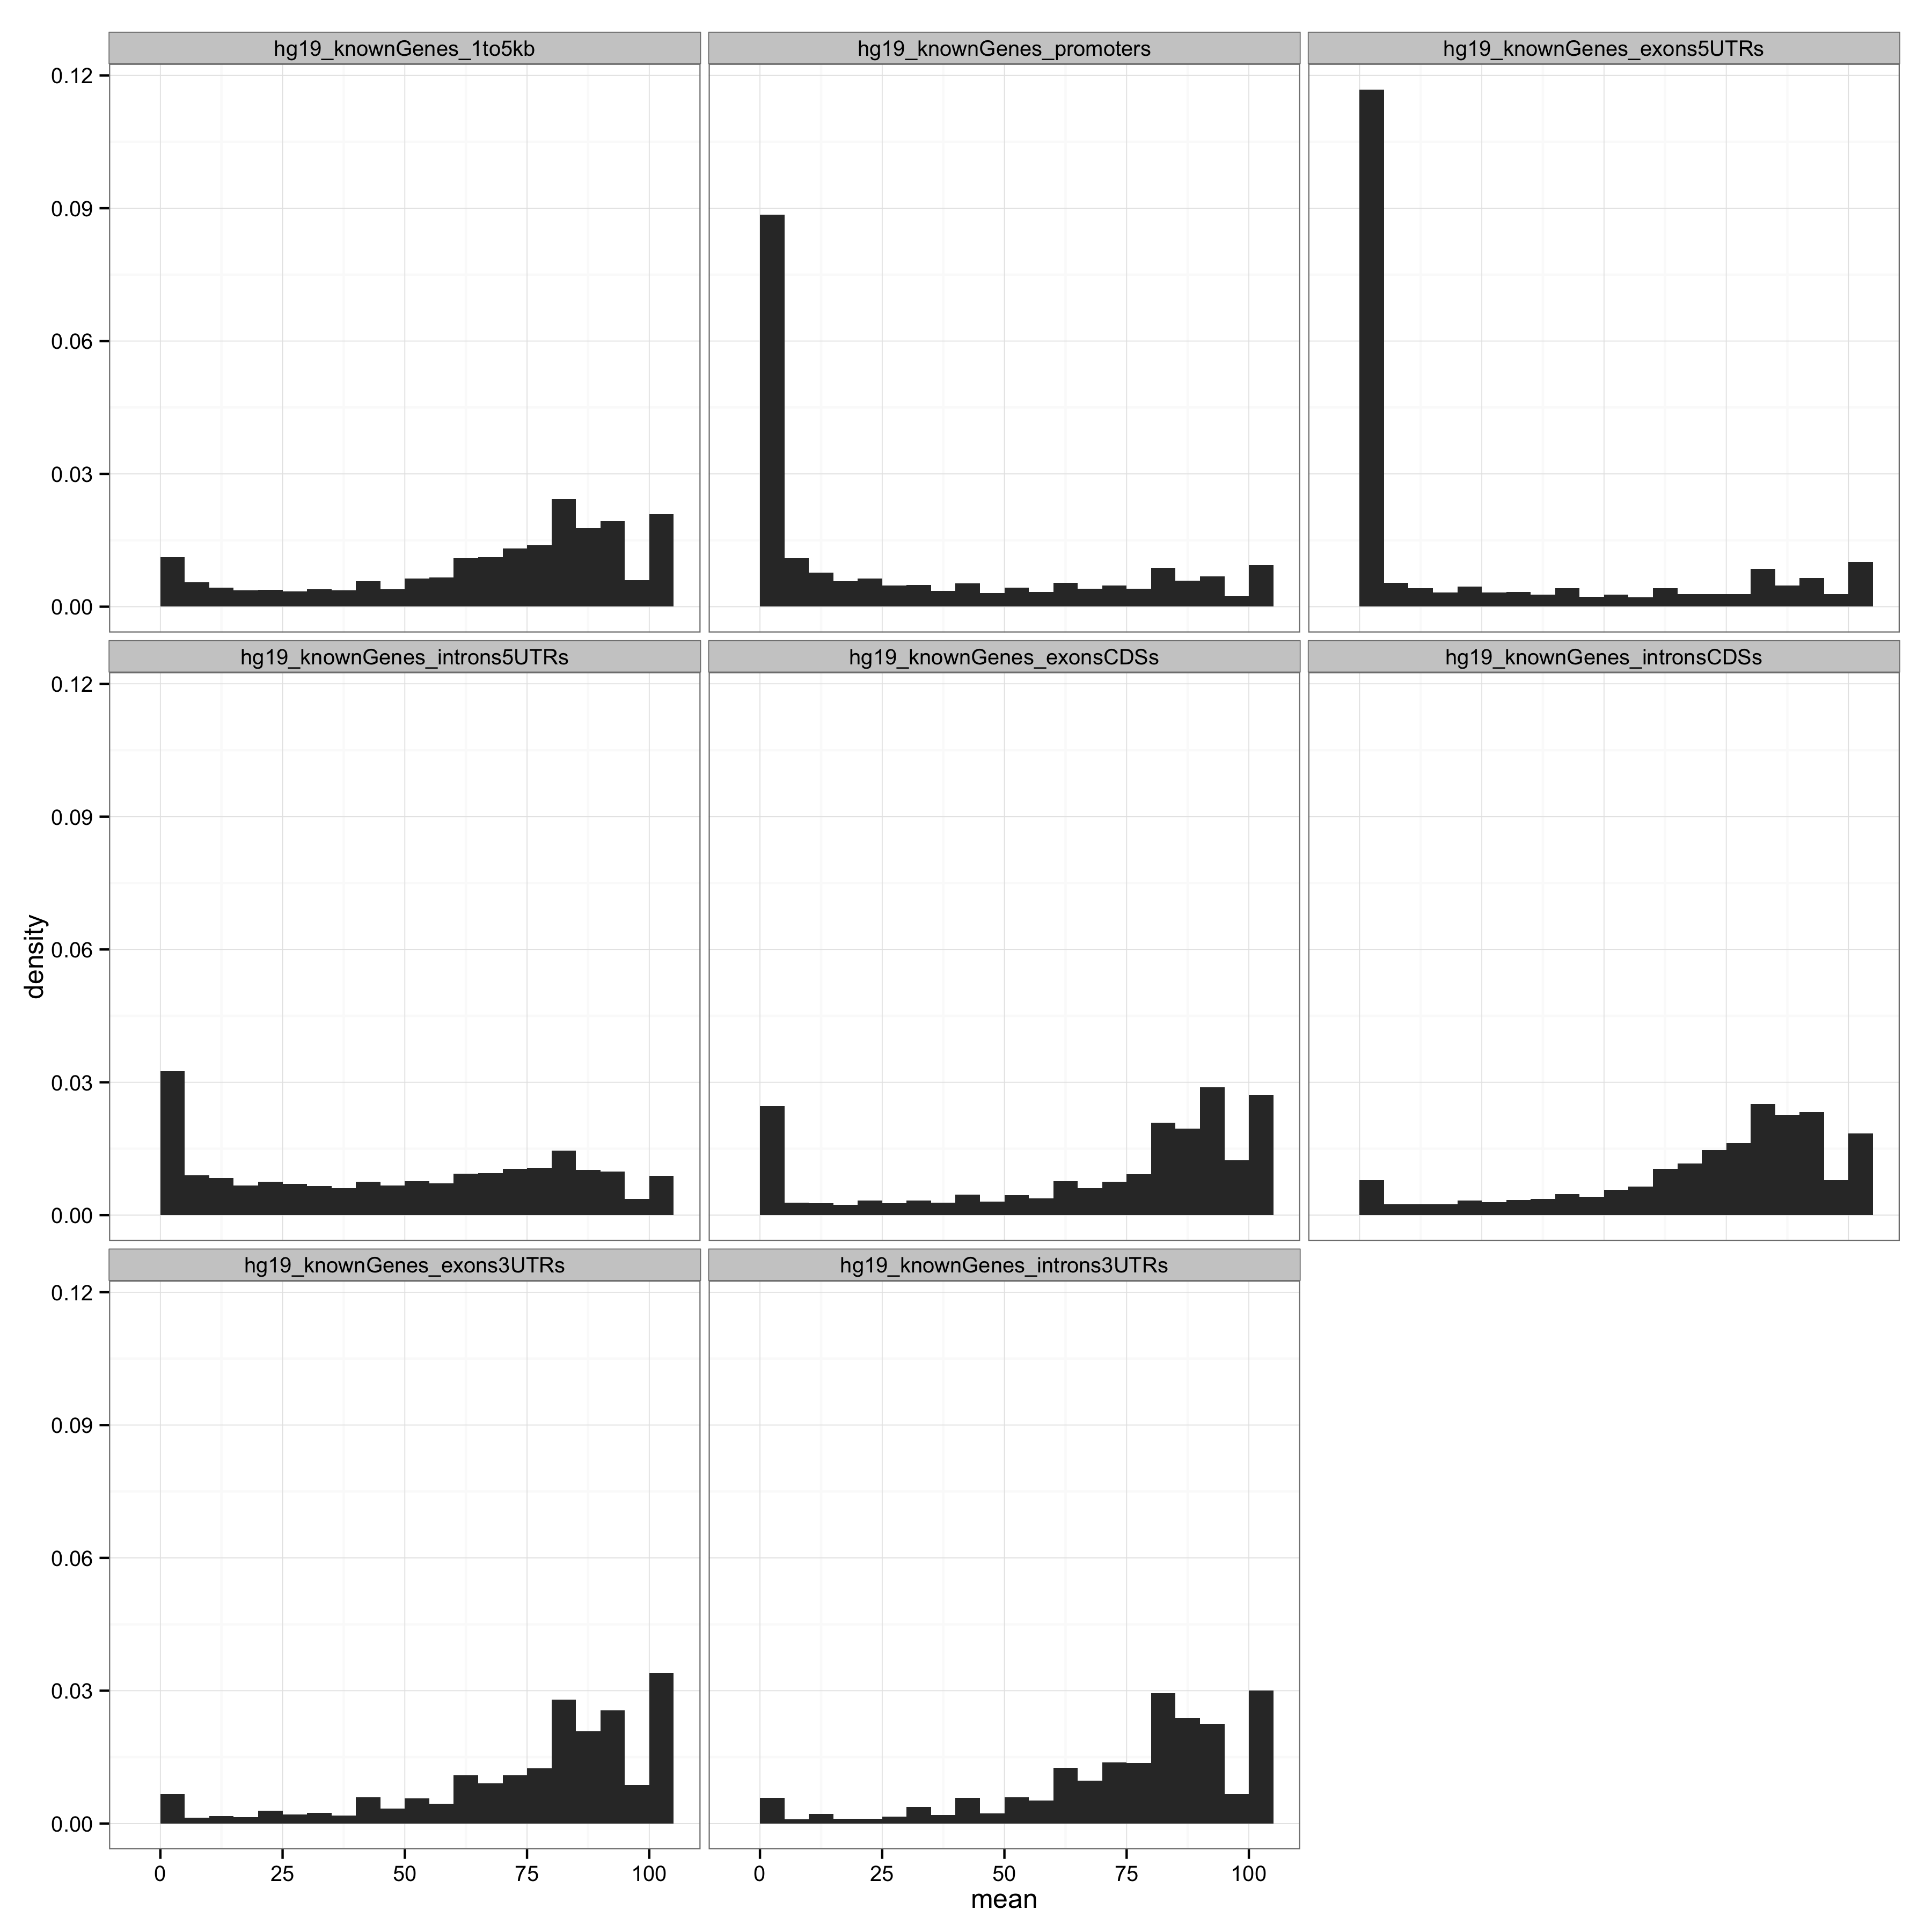 hg19_knownGenes_1to5kb
hg19_knownGenes_promoters
hg19_knownGenes_exons5UTRs
0.12
0.09
0.06
0.03
0.00
hg19_knownGenes_introns5UTRs
hg19_knownGenes_exonsCDSs
hg19_knownGenes_intronsCDSs
0.12
0.09
0.06
0.03
0.00
density
hg19_knownGenes_exons3UTRs
hg19_knownGenes_introns3UTRs
0.12
0.09
0.06
0.03
0.00
0 25 50 75 100
0 25 50 75 100
mean